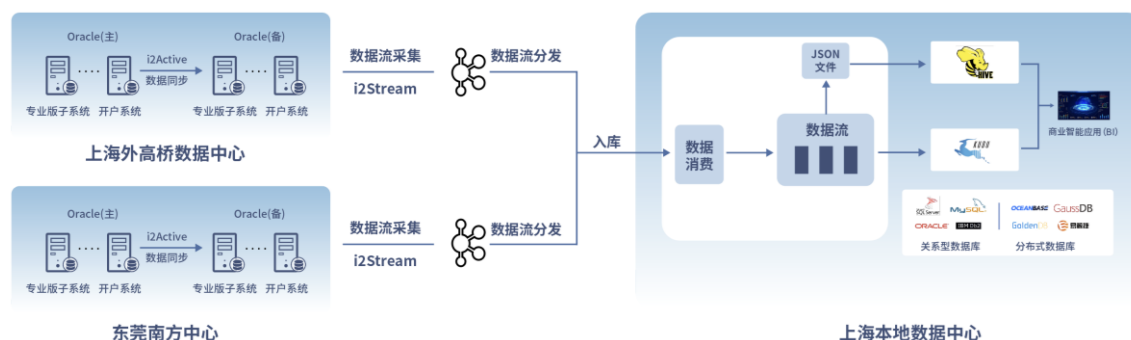 Oracle(主)
Oracle(备)
i2Active
数据同步
专业版子系统
开户系统
专业版子系统
开户系统
上海外高桥数据中心
数据流采集
i2Stream
数据流分发
Oracle(主)
Oracle(备)
i2Active
数据同步
专业版子系统
开户系统
专业版子系统
开户系统
东莞南方中心
数据流采集
i2Stream
数据流分发
入库
数据
消费
JSON
文件
数据流
HIVE
KUDU
商业智能应用(BI)
SQL Server
MySQL
ORACLE
关系型数据库
OCEANBASE
GaussDB
GoldenDB
分布式数据库
上海本地数据中心